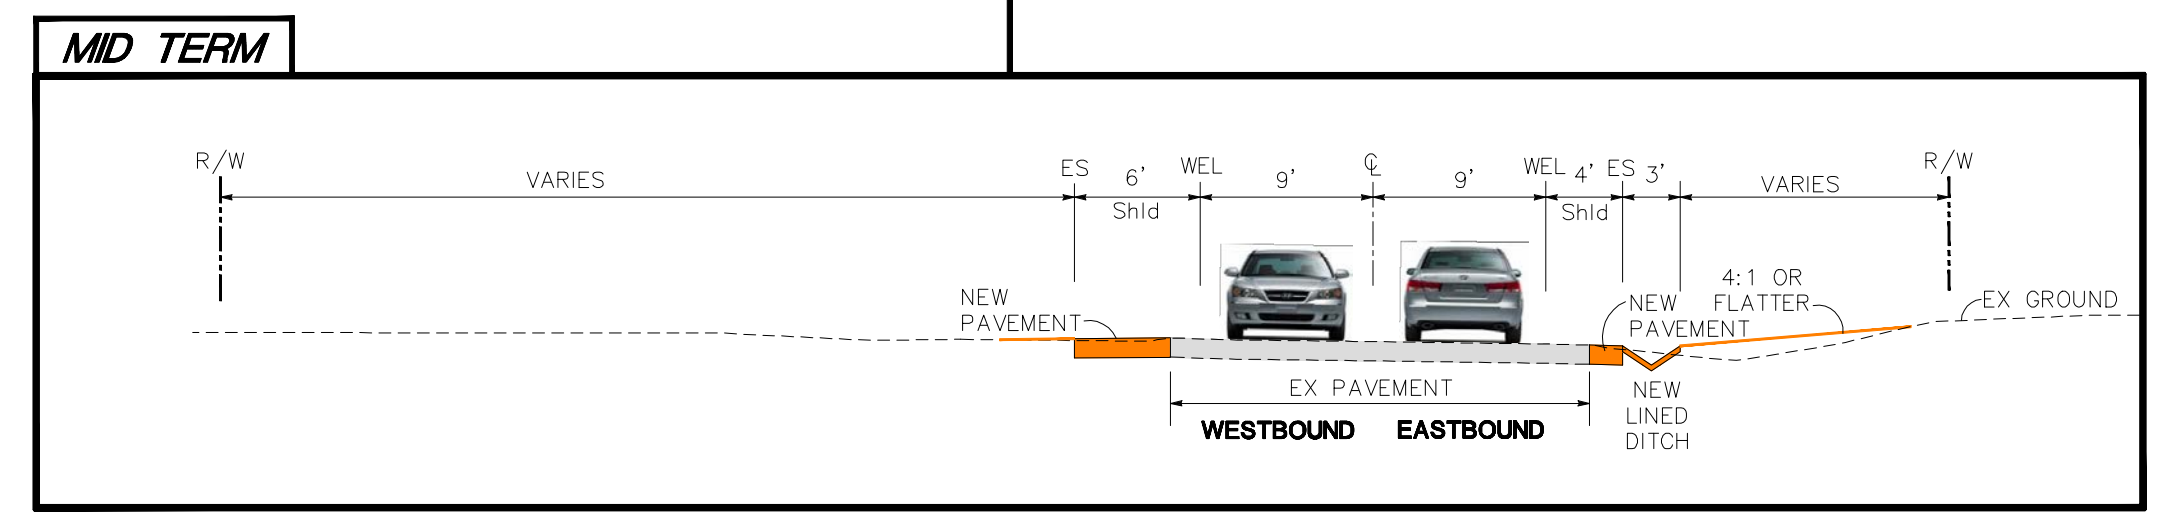 MID TERM
R/W
VARIES
ES
6'
Shld
WEL
9'
℄
9'
WEL
4'
Shld
ES
3'
VARIES
R/W
NEW
PAVEMENT
NEW
PAVEMENT
4:1 OR
FLATTER
EX GROUND
EX PAVEMENT
WESTBOUND
EASTBOUND
NEW
LINED
DITCH